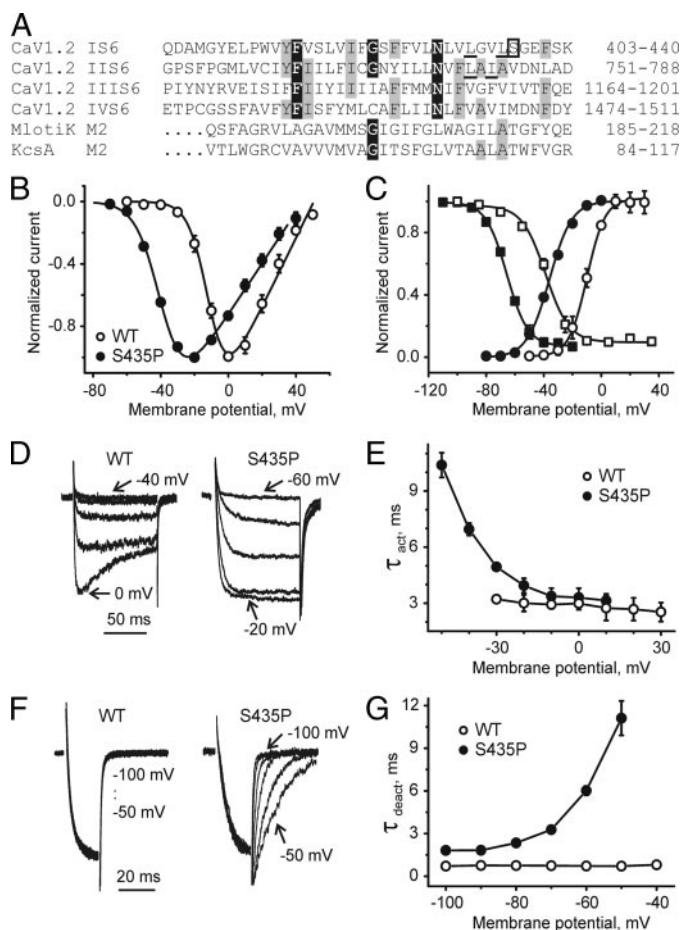 A
CaV1.2 IS6 QDAMGYELPWVYFVSLVIFGSFFVLNLVLGVLSGEFSK 403-440
CaV1.2 IIS6 GPSFPGMLVCIYFIILFICGNYILLNVFLAIAVDNLAD 751-788
CaV1.2 IIIS6 PIYNYRVEISIFFIIYIIIIAFFMMNIFVGFVIVTFQE 1164-1201
CaV1.2 IVS6 ETPCGSSFAVFYFISFYMLCAFLIINLFVAVIMDNFDY 1474-1511
MlotiK M2 ....QSFAGRVLAGAVMMSGIGIFGLWAGILATGFYQE 185-218
KcsA M2 ....VTLWGRCVAVVVMVAGITSFGLVTAALATWFVGR 84-117
B
C
Normalized current
0.0
-0.4
-0.8
WT
S435P
-80 -40 0 40
Membrane potential, mV
Normalized current
0.8
0.4
0.0
-110 -80 -40 0 40
Membrane potential, mV
D
WT
-40 mV
0 mV
50 ms
S435P
-60 mV
-20 mV
E
WT
S435P
τact, ms
9
6
3
-30 0 30
Membrane potential, mV
F
WT
-100 mV
:
-50 mV
20 ms
S435P
-100 mV
-50 mV
G
WT
S435P
τdeact, ms
12
9
6
3
0
-100 -80 -60 -40
Membrane potential, mV